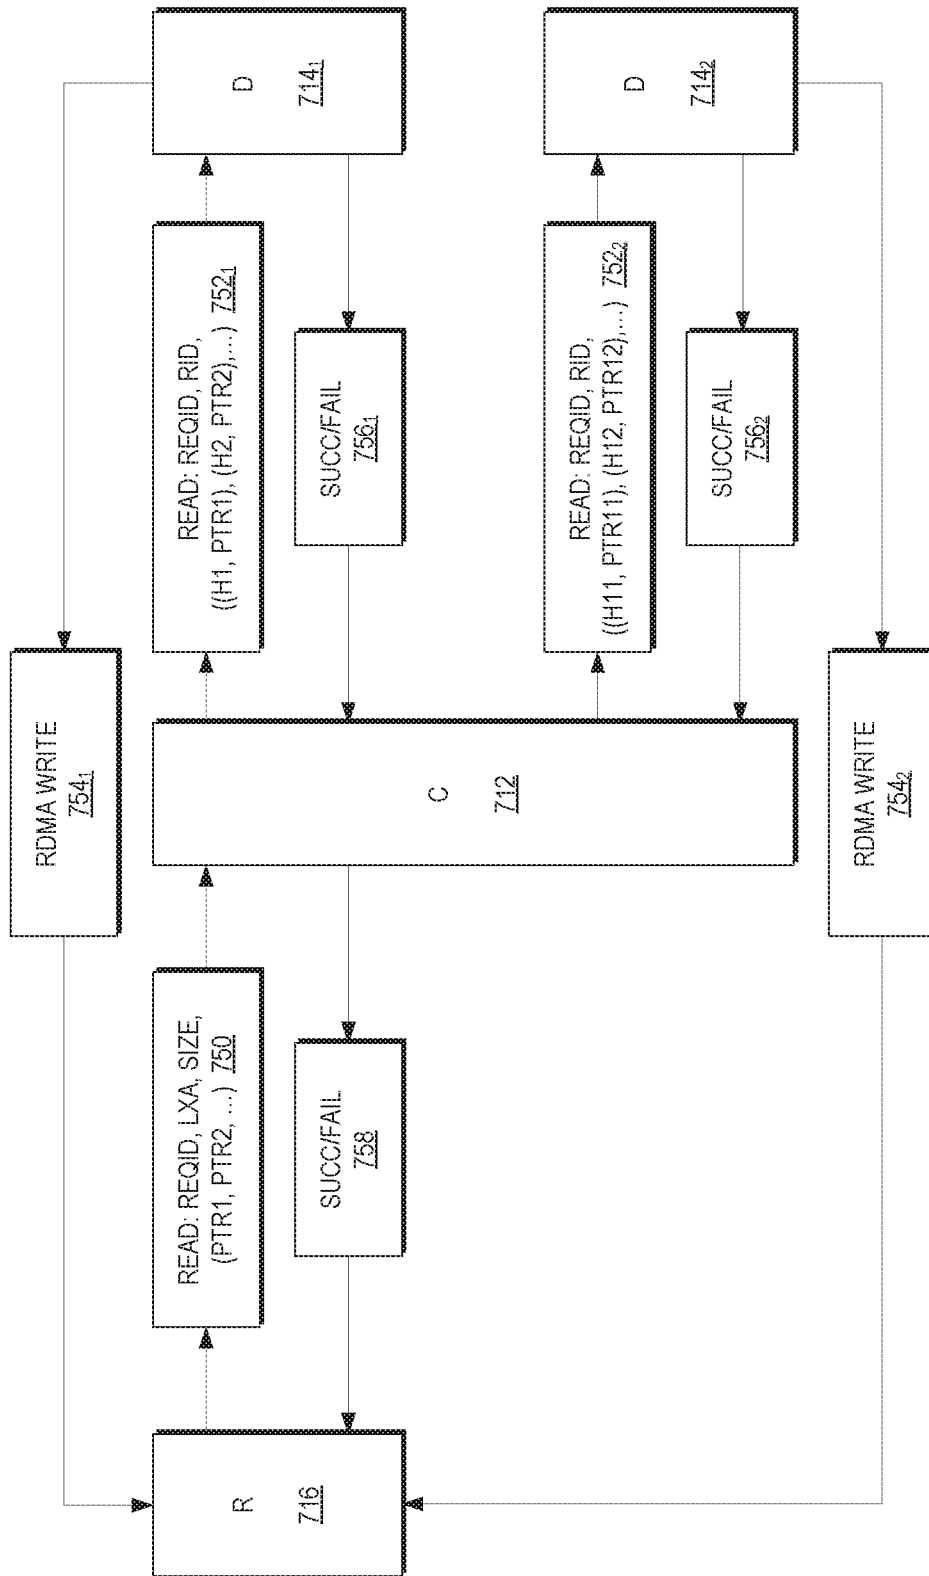 RDMA WRITE
754₁
R
716
READ: REQID, LXA, SIZE,
(PTR1, PTR2, ...) 750
SUCC/FAIL
758
C
712
READ: REQID, RID,
((H1, PTR1), (H2, PTR2),...) 752₁
SUCC/FAIL
756₁
D
714₁
READ: REQID, RID,
((H11, PTR11), (H12, PTR12),...) 752₂
SUCC/FAIL
756₂
D
714₂
RDMA WRITE
754₂